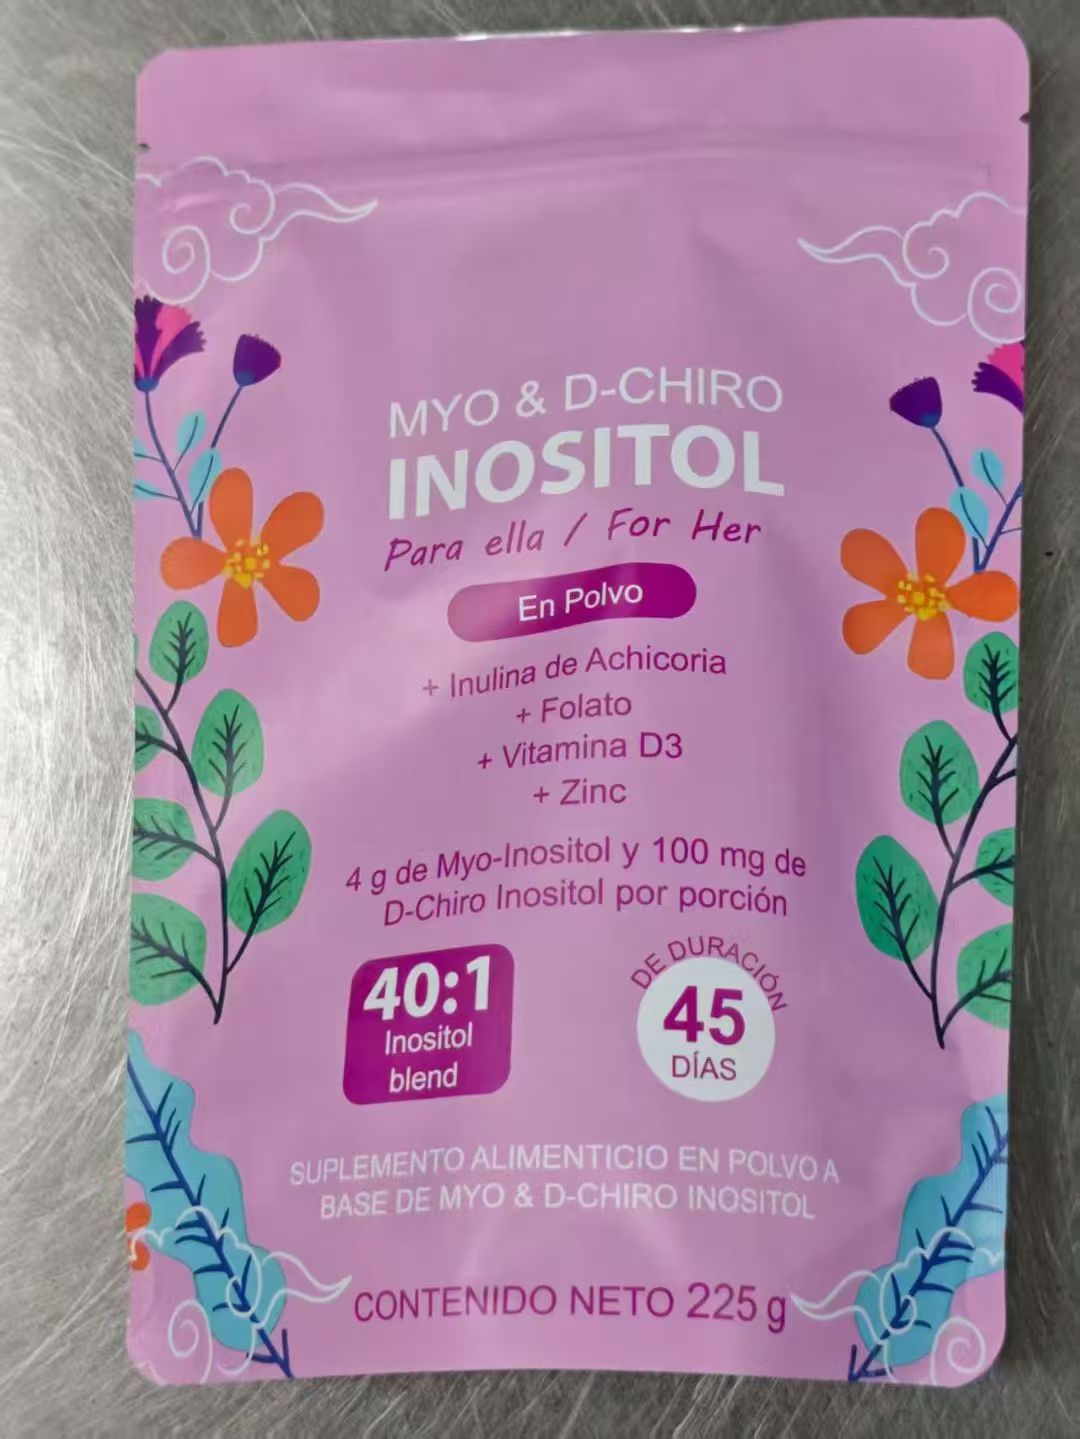 MYO & D-CHIRO
INOSITOL
Para ella / For Her
En Polvo
+ Inulina de Achicoria
+ Folato
+ Vitamina D3
+ Zinc
4 g de Myo-Inositol y 100 mg de
D-Chiro Inositol por porción
40:1
Inositol
blend
DE DURACIÓN
45
DÍAS
SUPLEMENTO ALIMENTICIO EN POLVO A
BASE DE MYO & D-CHIRO INOSITOL
CONTENIDO NETO 225 g